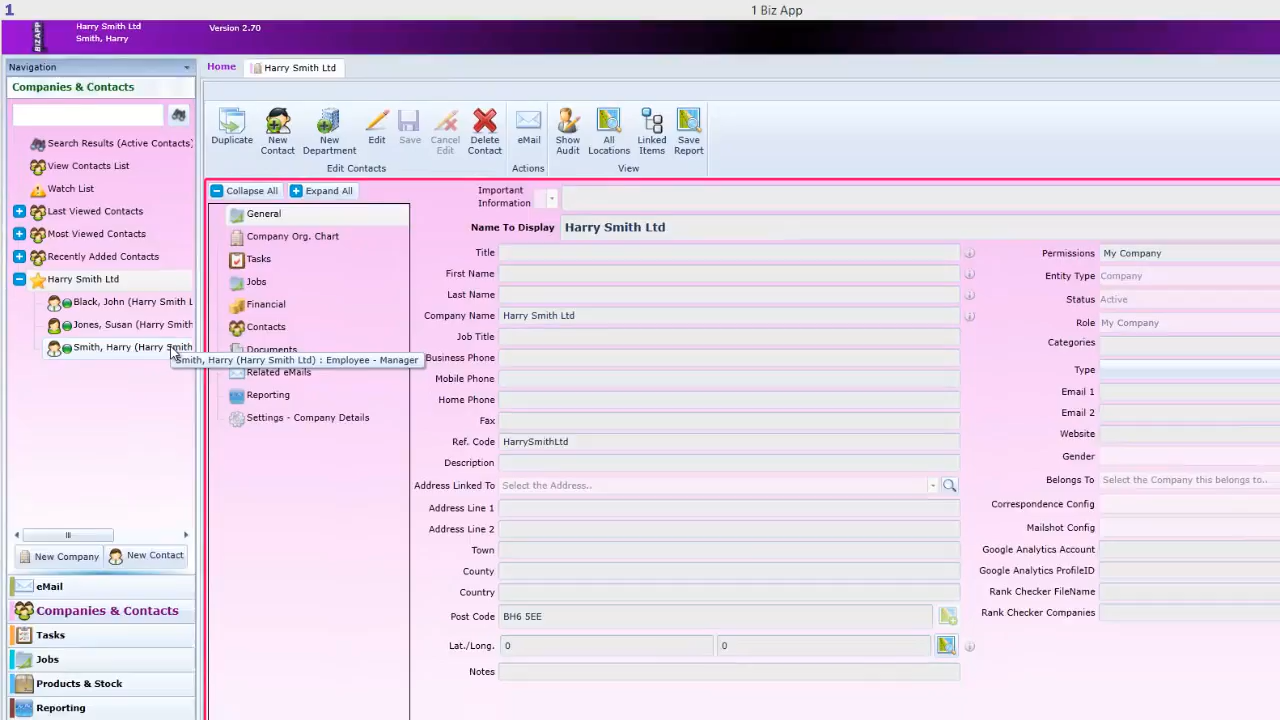 1
1 Biz App
BIZAPP
Harry Smith Ltd
Smith, Harry
Version 2.70
Navigation
Companies & Contacts
Search Results (Active Contacts)
View Contacts List
Watch List
Last Viewed Contacts
Most Viewed Contacts
Recently Added Contacts
Harry Smith Ltd
Black, John (Harry Smith L
Jones, Susan (Harry Smith
Smith, Harry (Harry Smith
Smith, Harry (Harry Smith Ltd) : Employee - Manager
New Company
New Contact
eMail
Companies & Contacts
Tasks
Jobs
Products & Stock
Reporting
Home
Harry Smith Ltd
Duplicate
New Contact
New Department
Edit
Save
Cancel Edit
Delete Contact
eMail
Show Audit
All Locations
Linked Items
Save Report
Edit Contacts
Actions
View
Collapse All
Expand All
General
Company Org. Chart
Tasks
Jobs
Financial
Contacts
Documents
Related eMails
Reporting
Settings - Company Details
Important Information
Name To Display Harry Smith Ltd
Title
First Name
Last Name
Company Name Harry Smith Ltd
Job Title
Business Phone
Mobile Phone
Home Phone
Fax
Ref. Code HarrySmithLtd
Description
Address Linked To Select the Address..
Address Line 1
Address Line 2
Town
County
Country
Post Code BH6 5EE
Lat./Long. 0 0
Notes
Permissions My Company
Entity Type Company
Status Active
Role My Company
Categories
Type
Email 1
Email 2
Website
Gender
Belongs To Select the Company this belongs to..
Correspondence Config
Mailshot Config
Google Analytics Account
Google Analytics ProfileID
Rank Checker FileName
Rank Checker Companies